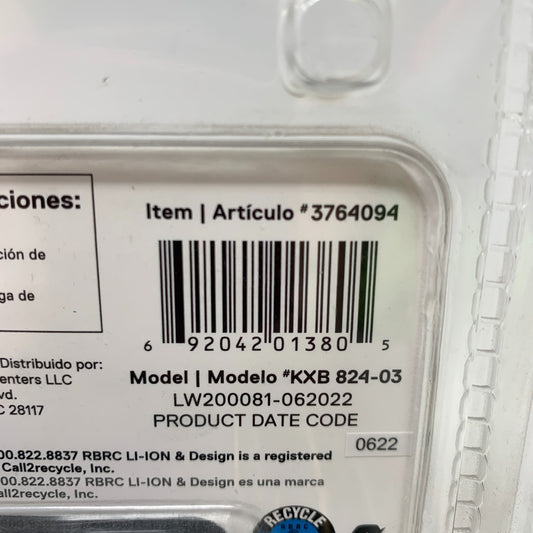 ciones:
Item | Artículo #3764094
ción de
ga de
6 92042 01380 5
Distribuido por:
enters LLC
vd.
C 28117
Model | Modelo #KXB 824-03
LW200081-062022
PRODUCT DATE CODE
0622
00.822.8837 RBRC LI-ION & Design is a registered
Call2recycle, Inc.
00.822.8837 RBRC LI-ION & Design es una marca
all2recycle, Inc.
RECYCLE
RBRC